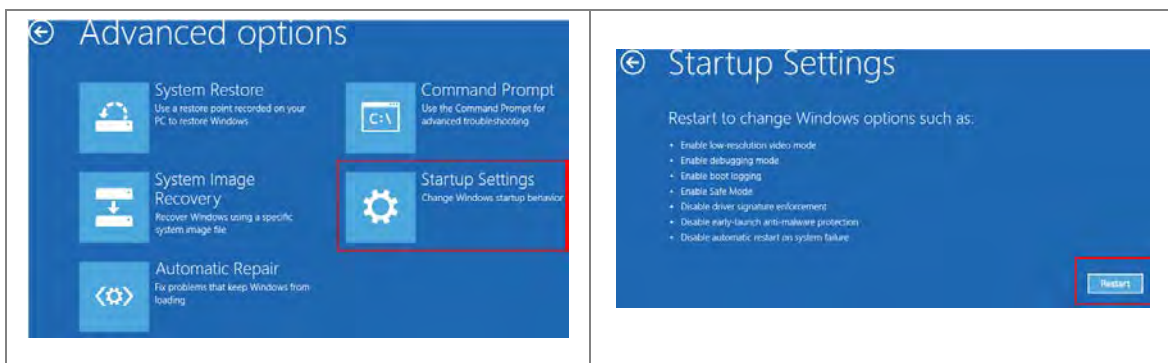 Advanced options
System Restore
Use a restore point recorded on your
PC to restore Windows
Command Prompt
Use the Command Prompt for
advanced troubleshooting
C:\
System Image
Recovery
Recover Windows using a specific
system image file
Startup Settings
Change Windows startup behavior
Automatic Repair
Fix problems that keep Windows from
loading
Startup Settings
Restart to change Windows options such as:
• Enable low-resolution video mode
• Enable debugging mode
• Enable boot logging
• Enable Safe Mode
• Disable driver signature enforcement
• Disable early-launch anti-malware protection
• Disable automatic restart on system failure
Restart